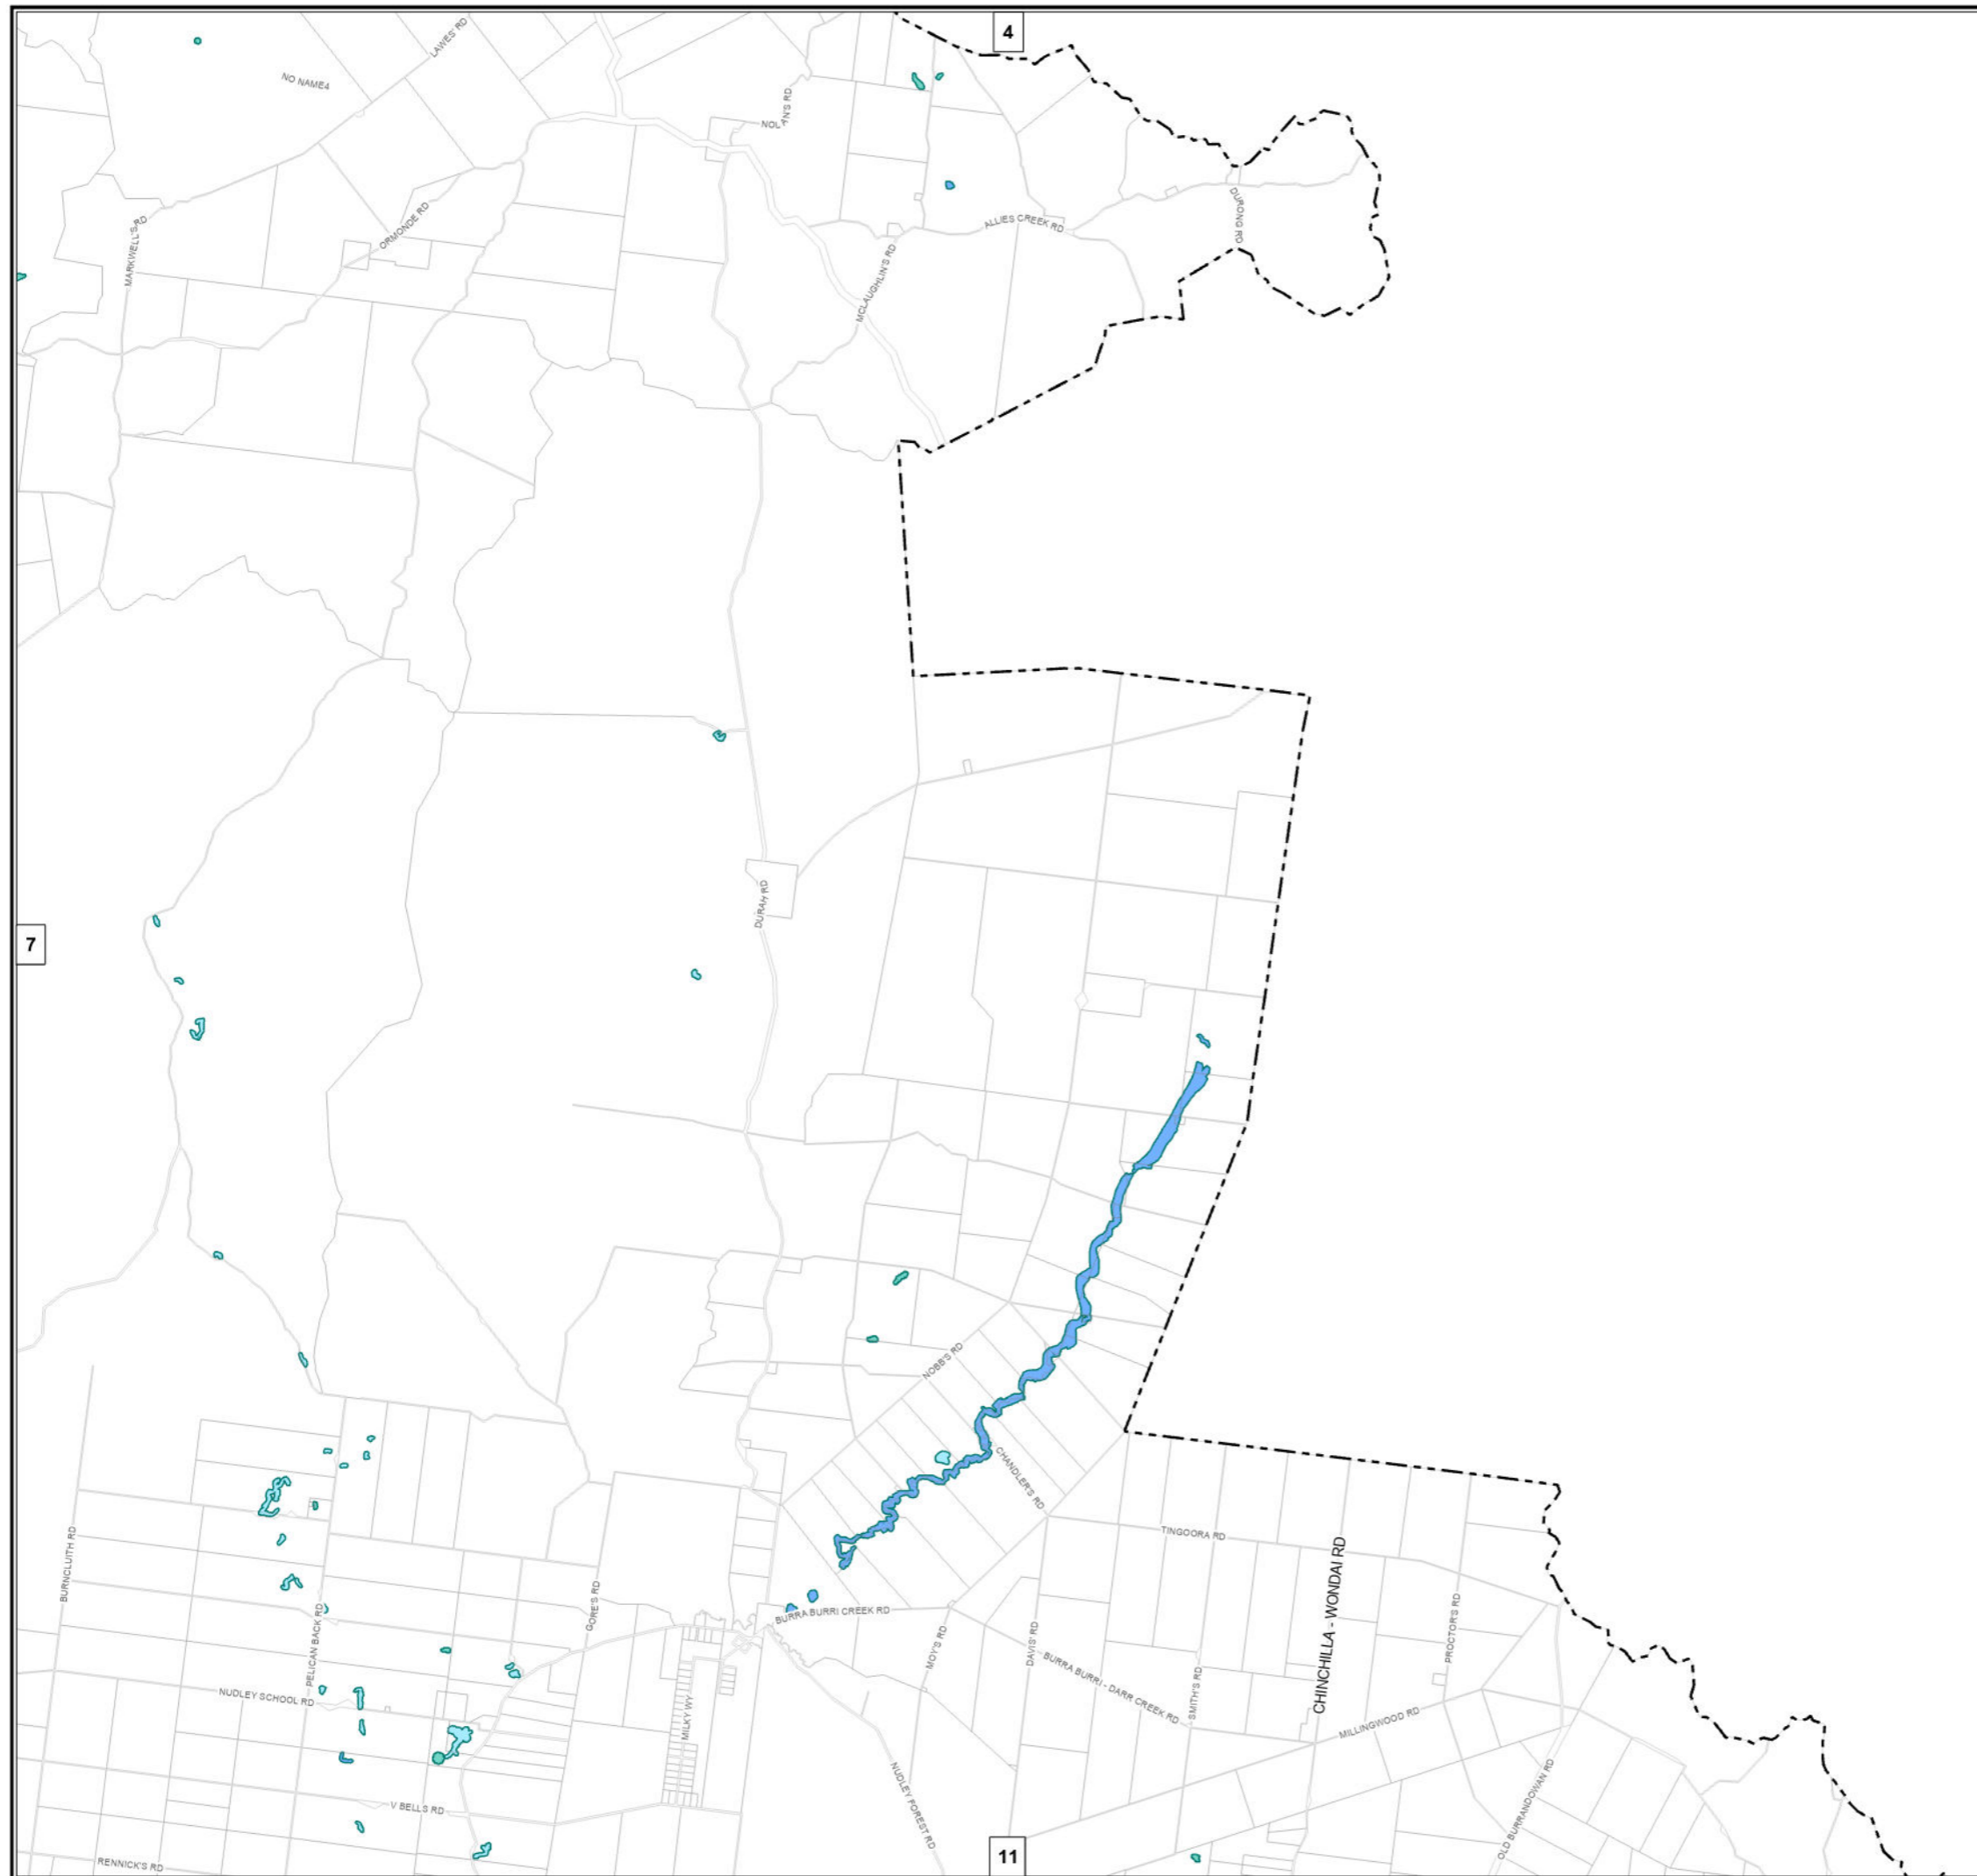 4
LAWES' RD
NO NAME4
NOLAN'S RD
MARKWELL'S RD
ORMONDE RD
ALLIES CREEK RD
DURONG RD
MCLAUGHLIN'S RD
7
DURAH RD
NOBB'S RD
CHANDLER'S RD
TINGOORA RD
BURNCLUITH RD
PELICAN BACK RD
GORE'S RD
BURRA BURRI CREEK RD
MOY'S RD
DAVIS' RD
BURRA BURRI - DARR CREEK RD
SMITH'S RD
CHINCHILLA - WONDAI RD
PROCTOR'S RD
NUDLEY SCHOOL RD
MILKY WY
MILLINGWOOD RD
NUDLEY FOREST RD
OLD BURRANDOWAN RD
V BELLS RD
RENNICK'S RD
11